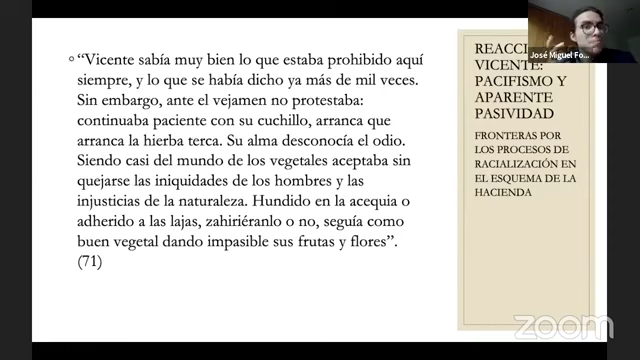 “Vicente sabía muy bien lo que estaba prohibido aquí
siempre, y lo que se había dicho ya más de mil veces.
Sin embargo, ante el vejamen no protestaba:
continuaba paciente con su cuchillo, arranca que
arranca la hierba terca. Su alma desconocía el odio.
Siendo casi del mundo de los vegetales aceptaba sin
quejarse las iniquidades de los hombres y las
injusticias de la naturaleza. Hundido en la acequia o
adherido a las lajas, zahiriéranlo o no, seguía como
buen vegetal dando impasible sus frutas y flores”.
(71)
VICENTE:
PACIFISMO Y
APARENTE
PASIVIDAD
FRONTERAS POR
LOS PROCESOS DE
RACIALIZACIÓN EN
EL ESQUEMA DE LA
HACIENDA
José Miguel Fo...
zoom